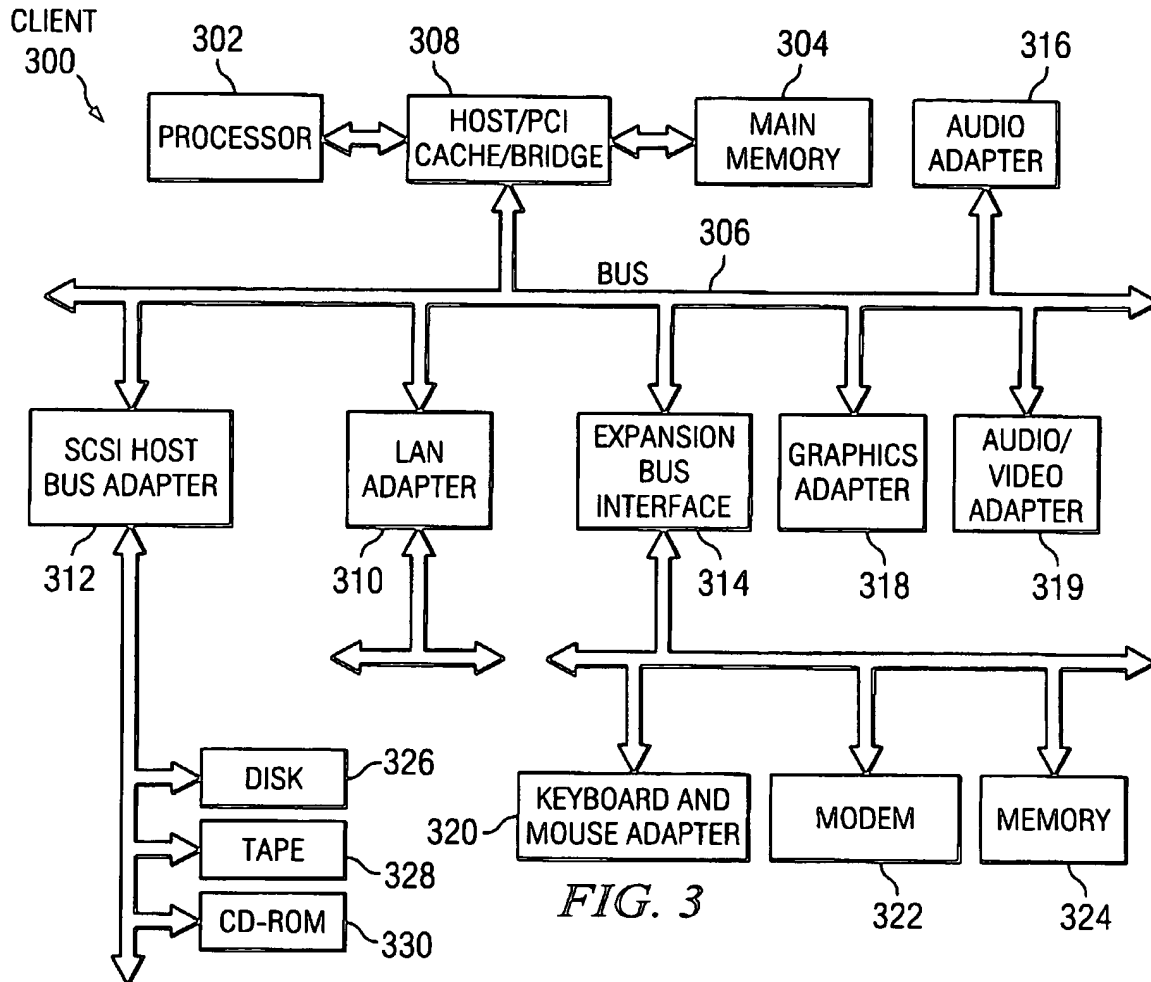 CLIENT
300
302
308
304
316
PROCESSOR
HOST/PCI
CACHE/BRIDGE
MAIN
MEMORY
AUDIO
ADAPTER
306
BUS
SCSI HOST
BUS ADAPTER
LAN
ADAPTER
EXPANSION
BUS
INTERFACE
GRAPHICS
ADAPTER
AUDIO/
VIDEO
ADAPTER
312
310
314
318
319
DISK
326
TAPE
328
CD-ROM
330
320
KEYBOARD AND
MOUSE ADAPTER
MODEM
MEMORY
322
324
FIG. 3